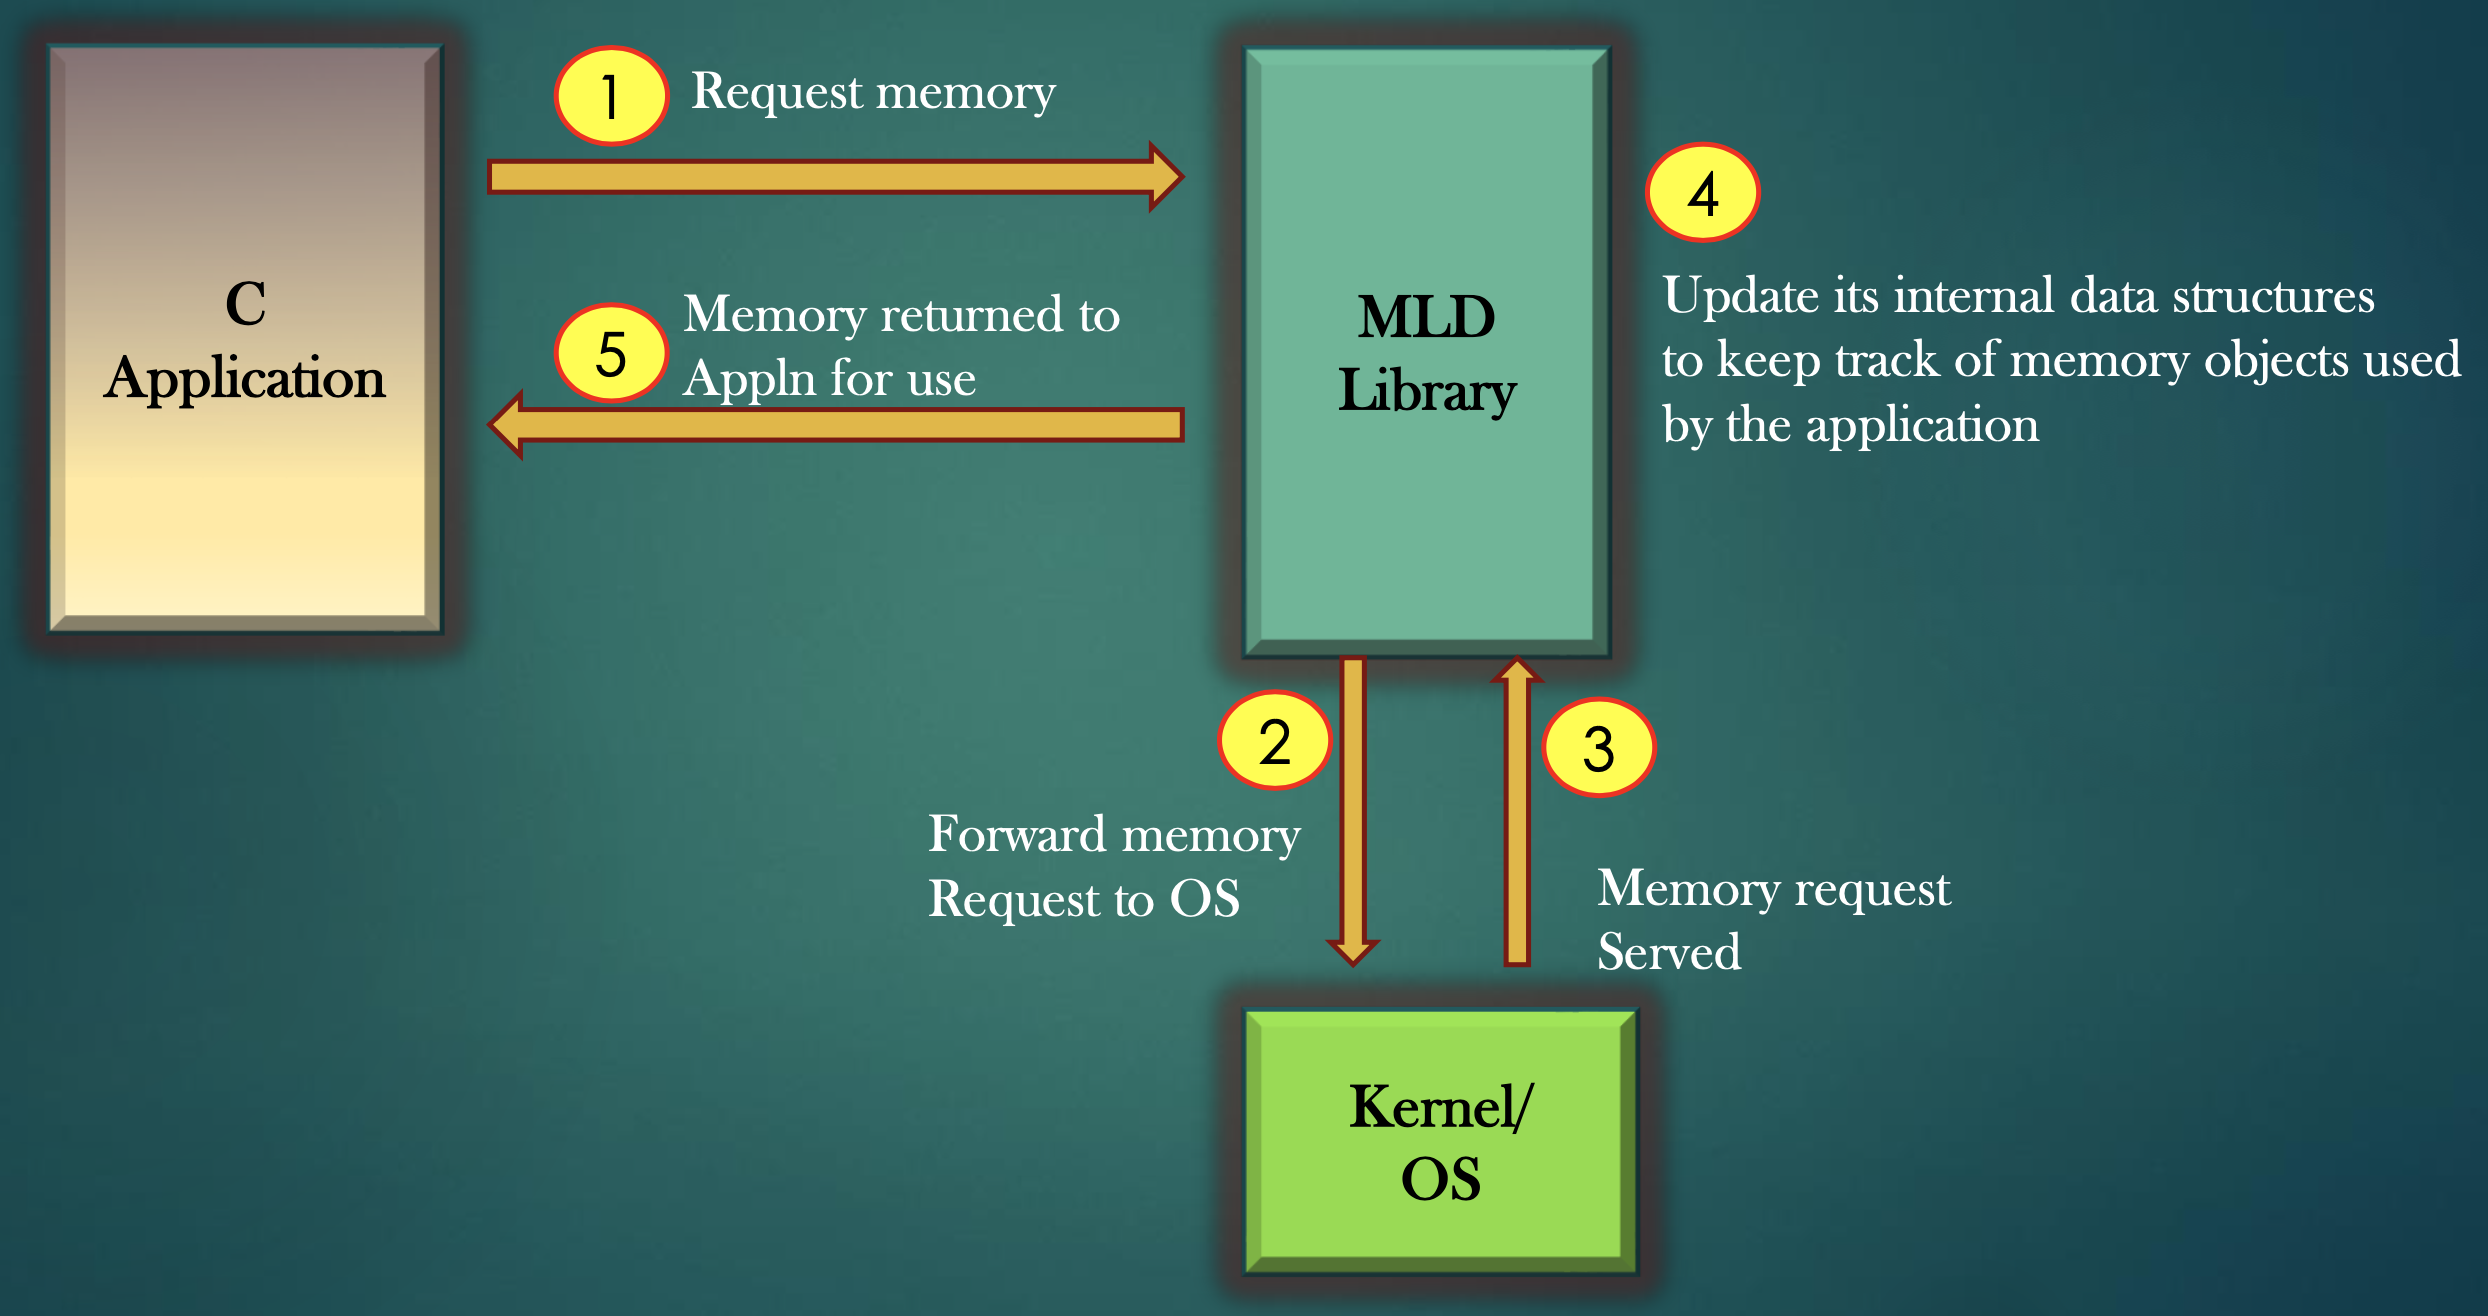 1
Request memory
C
Application
5
Memory returned to
Appln for use
MLD
Library
4
Update its internal data structures
to keep track of memory objects used
by the application
2
Forward memory
Request to OS
3
Memory request
Served
Kernel/
OS